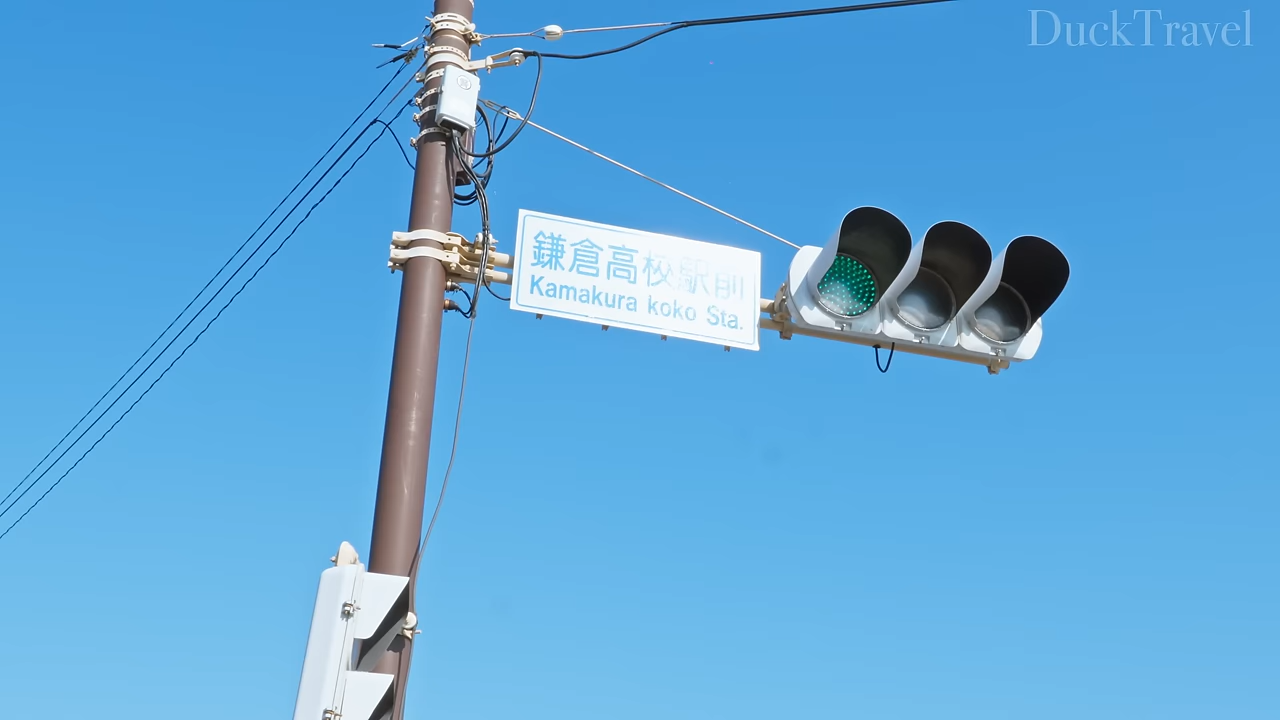 DuckTravel
鎌倉高校駅前
Kamakura koko Sta.